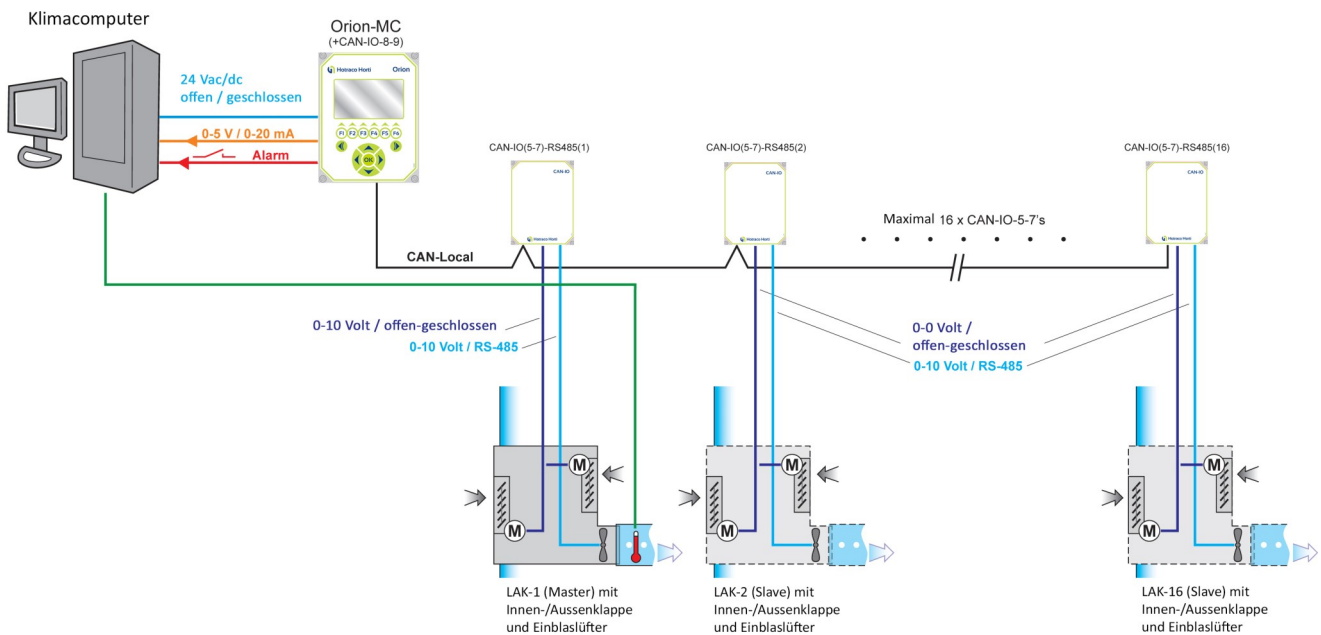 Klimacomputer
Orion-MC
(+CAN-IO-8-9)
Hotraco Horti
Orion
F1 F2 F3 F4 F5 F6
OK
24 Vac/dc
offen / geschlossen
0-5 V / 0-20 mA
Alarm
CAN-IO(5-7)-RS485(1)
CAN-IO
Hotraco Horti
CAN-IO(5-7)-RS485(2)
CAN-IO
Hotraco Horti
CAN-IO(5-7)-RS485(16)
CAN-IO
Hotraco Horti
Maximal 16 x CAN-IO-5-7's
CAN-Local
0-10 Volt / offen-geschlossen
0-10 Volt / RS-485
0-0 Volt /
offen-geschlossen
0-10 Volt / RS-485
M
M
M
M
M
M
LAK-1 (Master) mit
Innen-/Aussenklappe
und Einblaslüfter
LAK-2 (Slave) mit
Innen-/Aussenklappe
und Einblaslüfter
LAK-16 (Slave) mit
Innen-/Aussenklappe
und Einblaslüfter